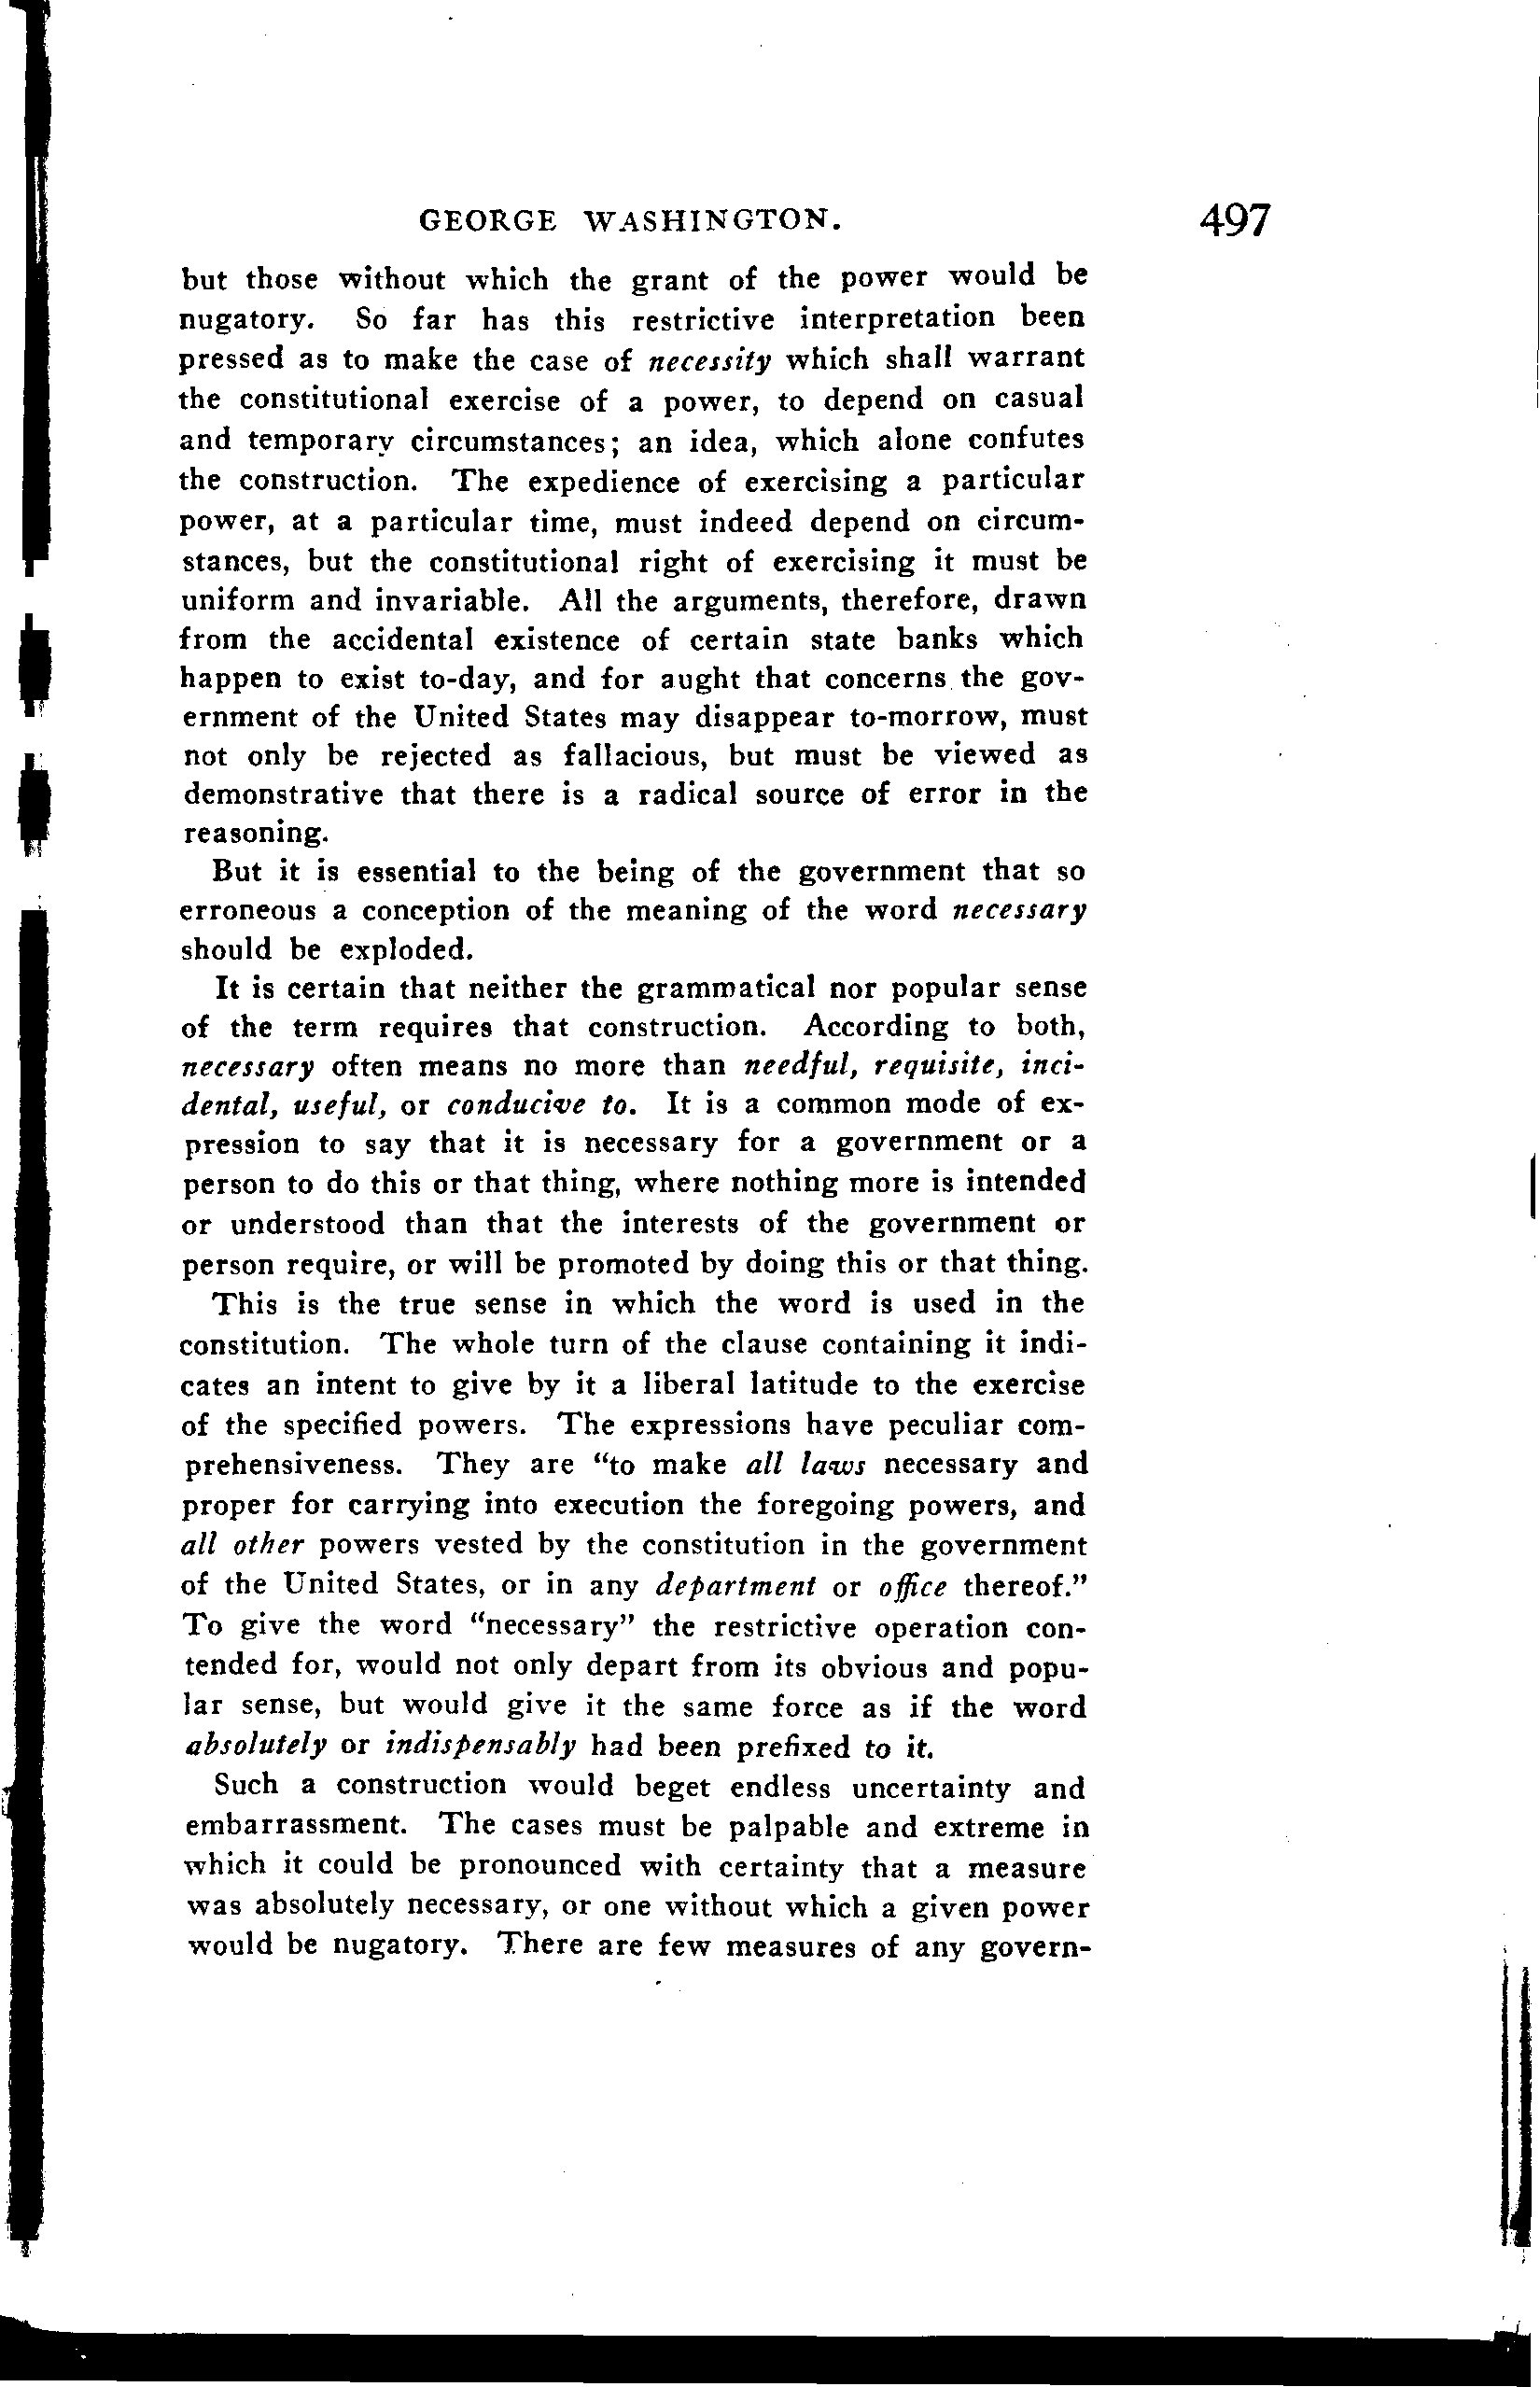 GEORGE WASHINGTON. 497
but those without which the grant of the power would be
nugatory. So far has this restrictive interpretation been
pressed as to make the case of necessity which shall warrant
the constitutional exercise of a power, to depend on casual
and temporary circumstances; an idea, which alone confutes
the construction. The expedience of exercising a particular
power, at a particular time, must indeed depend on circum-
stances, but the constitutional right of exercising it must be
uniform and invariable. All the arguments, therefore, drawn
from the accidental existence of certain state banks which
happen to exist to-day, and for aught that concerns the gov-
ernment of the United States may disappear to-morrow, must
not only be rejected as fallacious, but must be viewed as
demonstrative that there is a radical source of error in the
reasoning.
But it is essential to the being of the government that so
erroneous a conception of the meaning of the word necessary
should be exploded.
It is certain that neither the grammatical nor popular sense
of the term requires that construction. According to both,
necessary often means no more than needful, requisite, inci-
dental, useful, or conducive to. It is a common mode of ex-
pression to say that it is necessary for a government or a
person to do this or that thing, where nothing more is intended
or understood than that the interests of the government or
person require, or will be promoted by doing this or that thing.
This is the true sense in which the word is used in the
constitution. The whole turn of the clause containing it indi-
cates an intent to give by it a liberal latitude to the exercise
of the specified powers. The expressions have peculiar com-
prehensiveness. They are “to make all laws necessary and
proper for carrying into execution the foregoing powers, and
all other powers vested by the constitution in the government
of the United States, or in any department or office thereof.”
To give the word “necessary” the restrictive operation con-
tended for, would not only depart from its obvious and popu-
lar sense, but would give it the same force as if the word
absolutely or indispensably had been prefixed to it.
Such a construction would beget endless uncertainty and
embarrassment. The cases must be palpable and extreme in
which it could be pronounced with certainty that a measure
was absolutely necessary, or one without which a given power
would be nugatory. There are few measures of any govern-